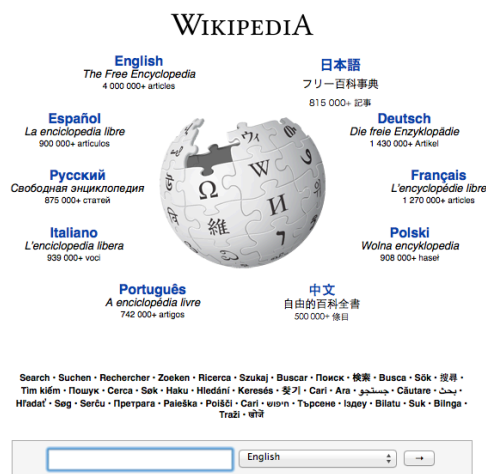 WIKIPEDIA
English
The Free Encyclopedia
4 000 000+ articles
日本語
フリー百科事典
815 000+ 記事
Español
La enciclopedia libre
900 000+ artículos
Deutsch
Die freie Enzyklopädie
1 430 000+ Artikel
Русский
Свободная энциклопедия
875 000+ статей
Français
L'encyclopédie libre
1 270 000+ articles
Italiano
L'enciclopedia libera
939 000+ voci
Polski
Wolna encyklopedia
908 000+ haseł
Português
A enciclopédia livre
742 000+ artigos
中文
自由的百科全書
500 000+ 條目
Ω
W
И
維
ウィ
7
Search • Suchen • Rechercher • Zoeken • Ricerca • Szukaj • Buscar • Поиск • 検索 • Busca • Sök • 搜尋 •
Tìm kiếm • Пошук • Cerca • Søk • Haku • Hledání • Keresés • 찾기 • Cari • Ara • جستجو • Căutare • بحث •
Hľadať • Søg • Serĉu • Претрага • Paieška • Poišči • Cari • חיפוש • Търсене • Іздеу • Bilatu • Suk • Bilnga •
Traži • खोजें
English
→